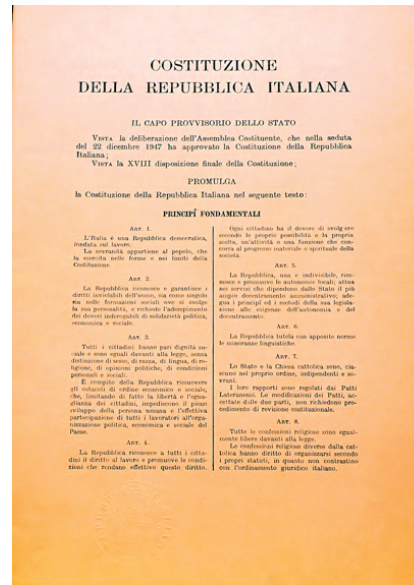 COSTITUZIONE
DELLA REPUBBLICA ITALIANA
IL CAPO PROVVISORIO DELLO STATO
VISTA la deliberazione dell'Assemblea Costituente, che nella seduta
del 22 dicembre 1947 ha approvato la Costituzione della Repubblica
Italiana;
VISTA la XVIII disposizione finale della Costituzione;
PROMULGA
la Costituzione della Repubblica Italiana nel seguente testo:
PRINCIPÎ FONDAMENTALI
ART. 1.
L'Italia è una Repubblica democratica,
fondata sul lavoro.
La sovranità appartiene al popolo, che
la esercita nelle forme e nei limiti della
Costituzione.
ART. 2.
La Repubblica riconosce e garantisce i
diritti inviolabili dell'uomo, sia come singolo
sia nelle formazioni sociali ove si svolge
la sua personalità, e richiede l'adempimento
dei doveri inderogabili di solidarietà politica,
economica e sociale.
ART. 3.
Tutti i cittadini hanno pari dignità so-
ciale e sono eguali davanti alla legge, senza
distinzione di sesso, di razza, di lingua, di re-
ligione, di opinioni politiche, di condizioni
personali e sociali.
È compito della Repubblica rimuovere
gli ostacoli di ordine economico e sociale,
che, limitando di fatto la libertà e l'egua-
glianza dei cittadini, impediscono il pieno
sviluppo della persona umana e l'effettiva
partecipazione di tutti i lavoratori all'orga-
nizzazione politica, economica e sociale del
Paese.
ART. 4.
La Repubblica riconosce a tutti i citta-
dini il diritto al lavoro e promuove le condi-
zioni che rendano effettivo questo diritto.
Ogni cittadino ha il dovere di svolgere
secondo le proprie possibilità e la propria
scelta, un'attività o una funzione che con-
corra al progresso materiale o spirituale della
società.
ART. 5.
La Repubblica, una e indivisibile, rico-
nosce e promuove le autonomie locali; attua
nei servizi che dipendono dallo Stato il più
ampio decentramento amministrativo; ade-
gua i principî ed i metodi della sua legisla-
zione alle esigenze dell'autonomia e del
decentramento.
ART. 6.
La Repubblica tutela con apposite norme
le minoranze linguistiche.
ART. 7.
Lo Stato e la Chiesa cattolica sono, cia-
scuno nel proprio ordine, indipendenti e so-
vrani.
I loro rapporti sono regolati dai Patti
Lateranensi. Le modificazioni dei Patti, ac-
cettate dalle due parti, non richiedono pro-
cedimento di revisione costituzionale.
ART. 8.
Tutte le confessioni religiose sono egual-
mente libere davanti alla legge.
Le confessioni religiose diverse dalla cat-
tolica hanno diritto di organizzarsi secondo
i propri statuti, in quanto non contrastino
con l'ordinamento giuridico italiano.